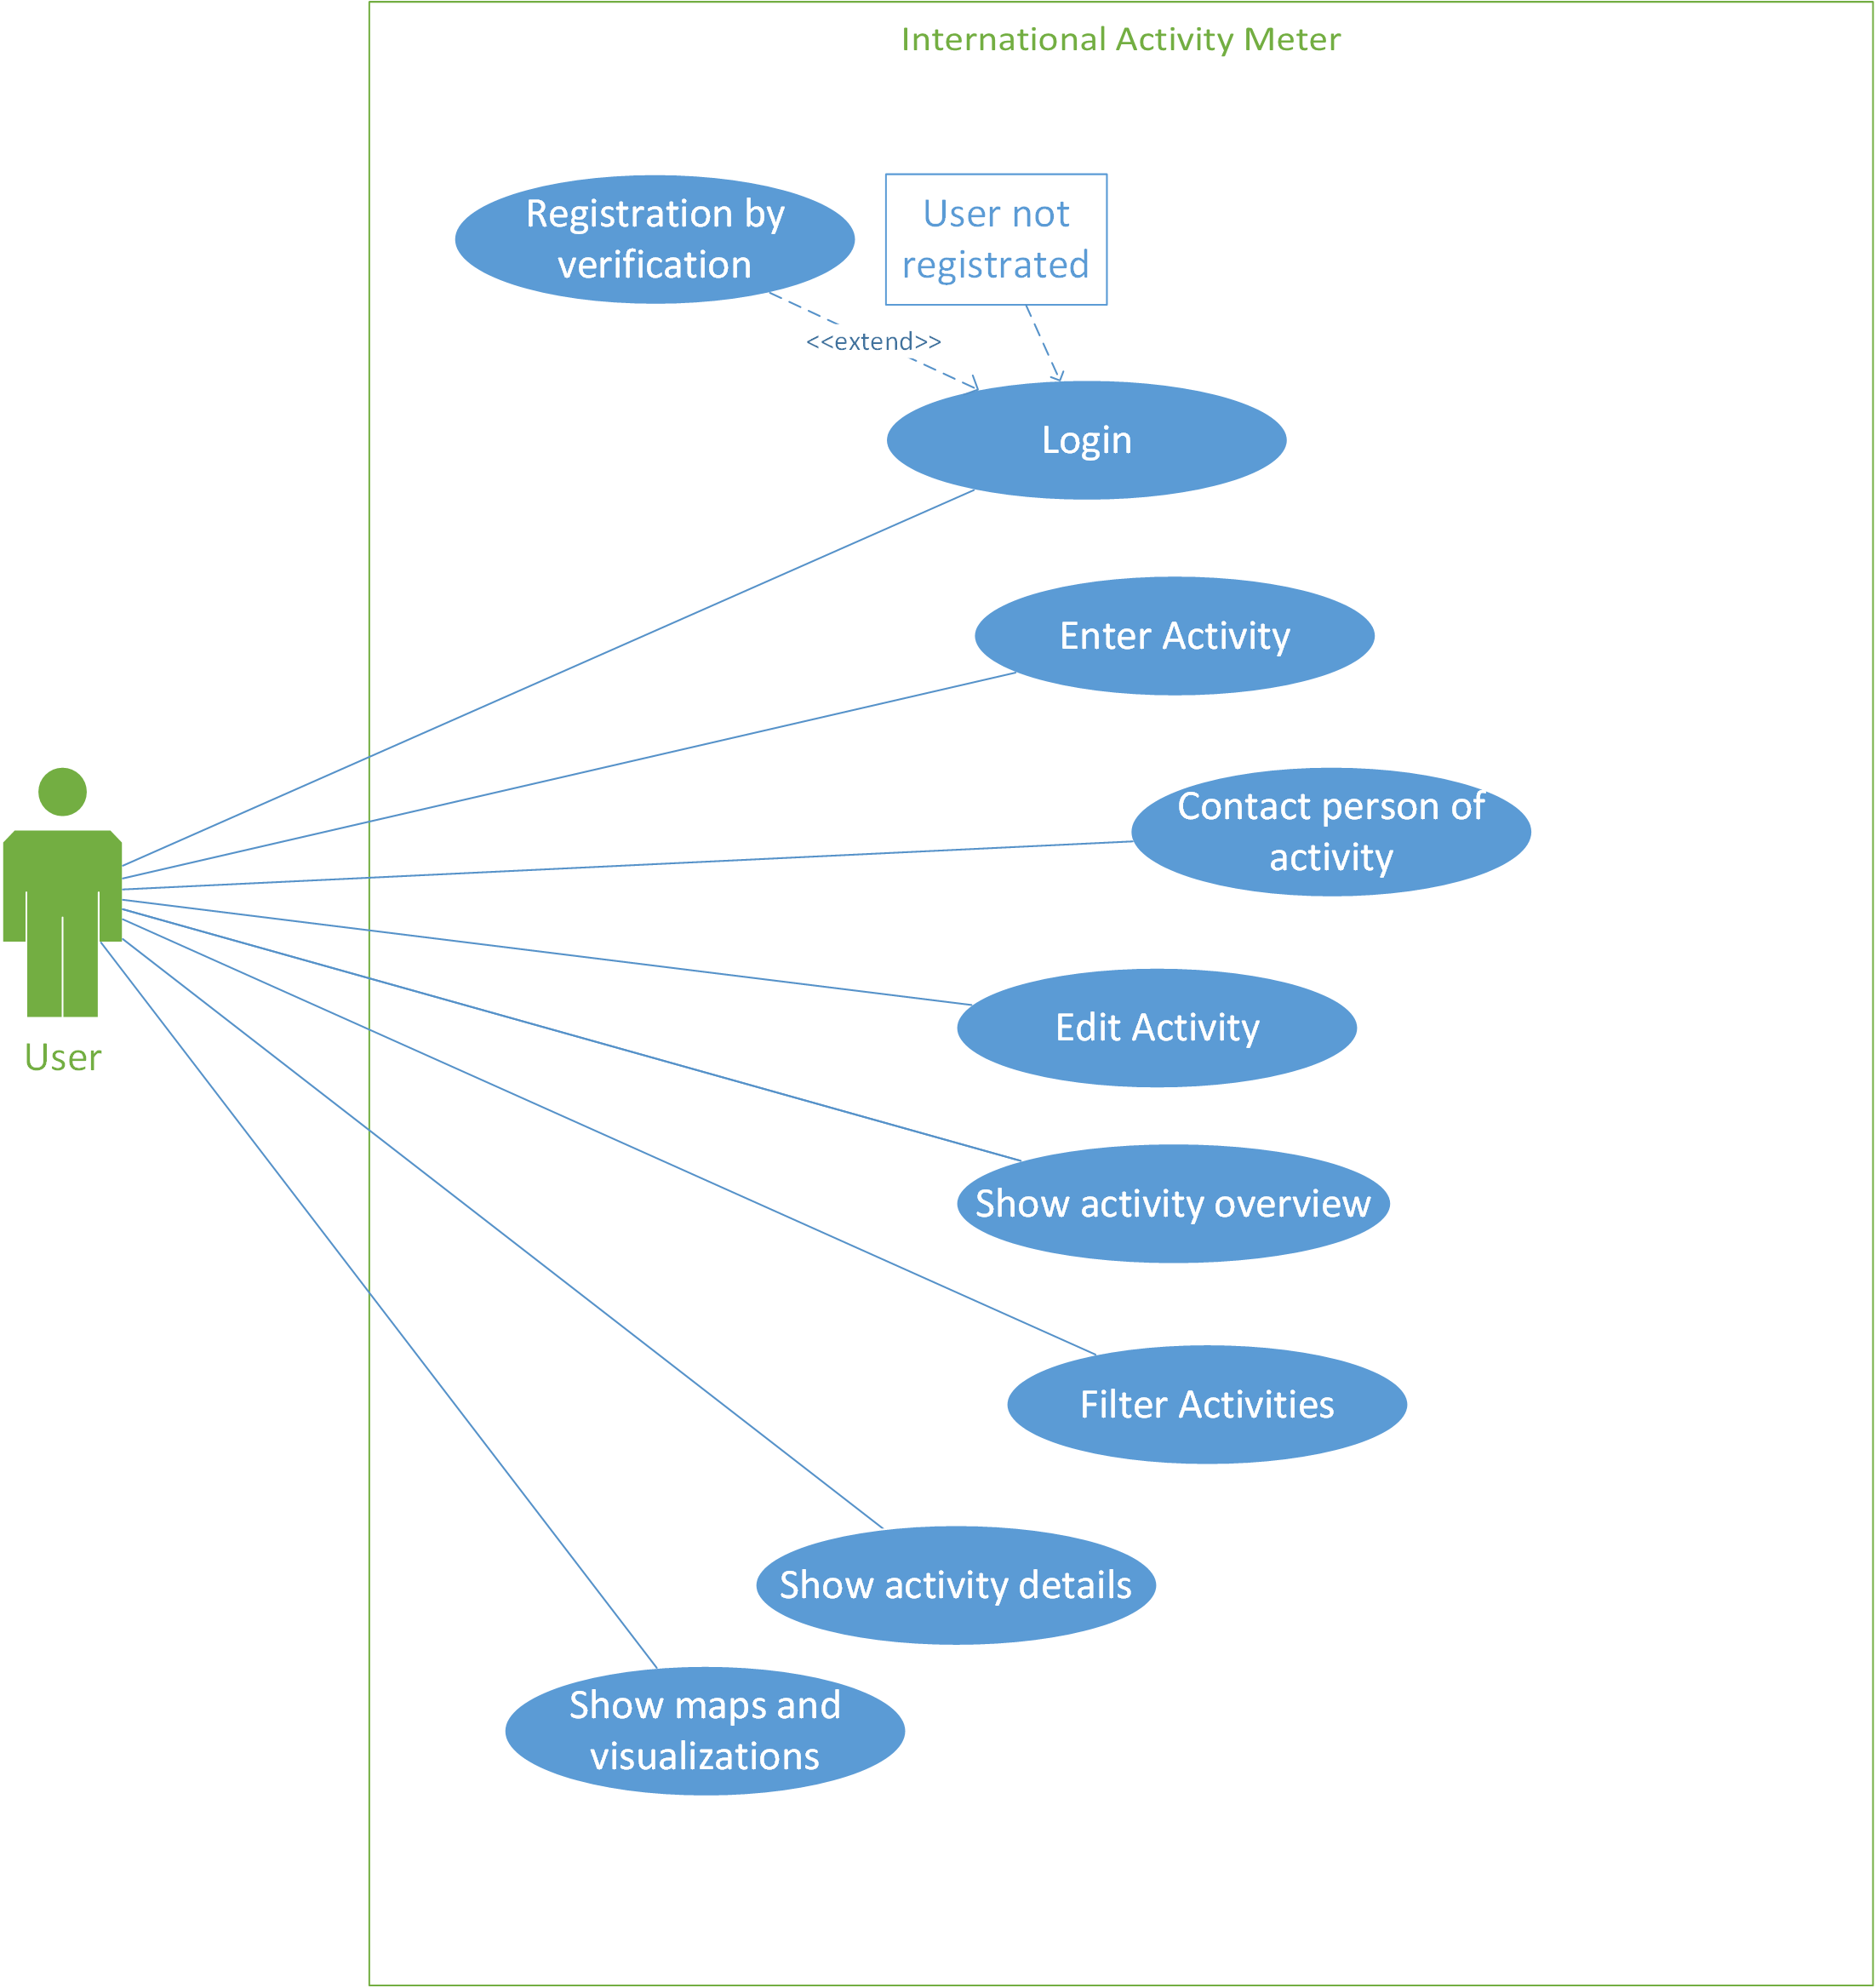 International Activity Meter
Registration by
verification
User not
registrated
<<extend>>
Login
Enter Activity
Contact person of
activity
Edit Activity
User
Show activity overview
Filter Activities
Show activity details
Show maps and
visualizations